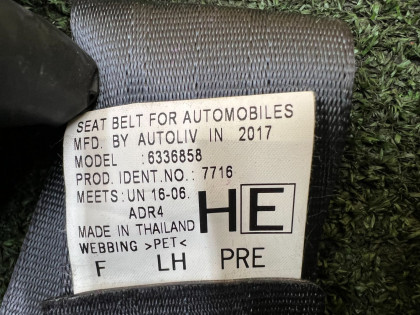 SEAT BELT FOR AUTOMOBILES
MFD. BY AUTOLIV IN 2017
MODEL :6336858
PROD. IDENT.NO.: 7716
MEETS: UN 16-06.
ADR4
MADE IN THAILAND
WEBBING >PET<
HE
F LH PRE